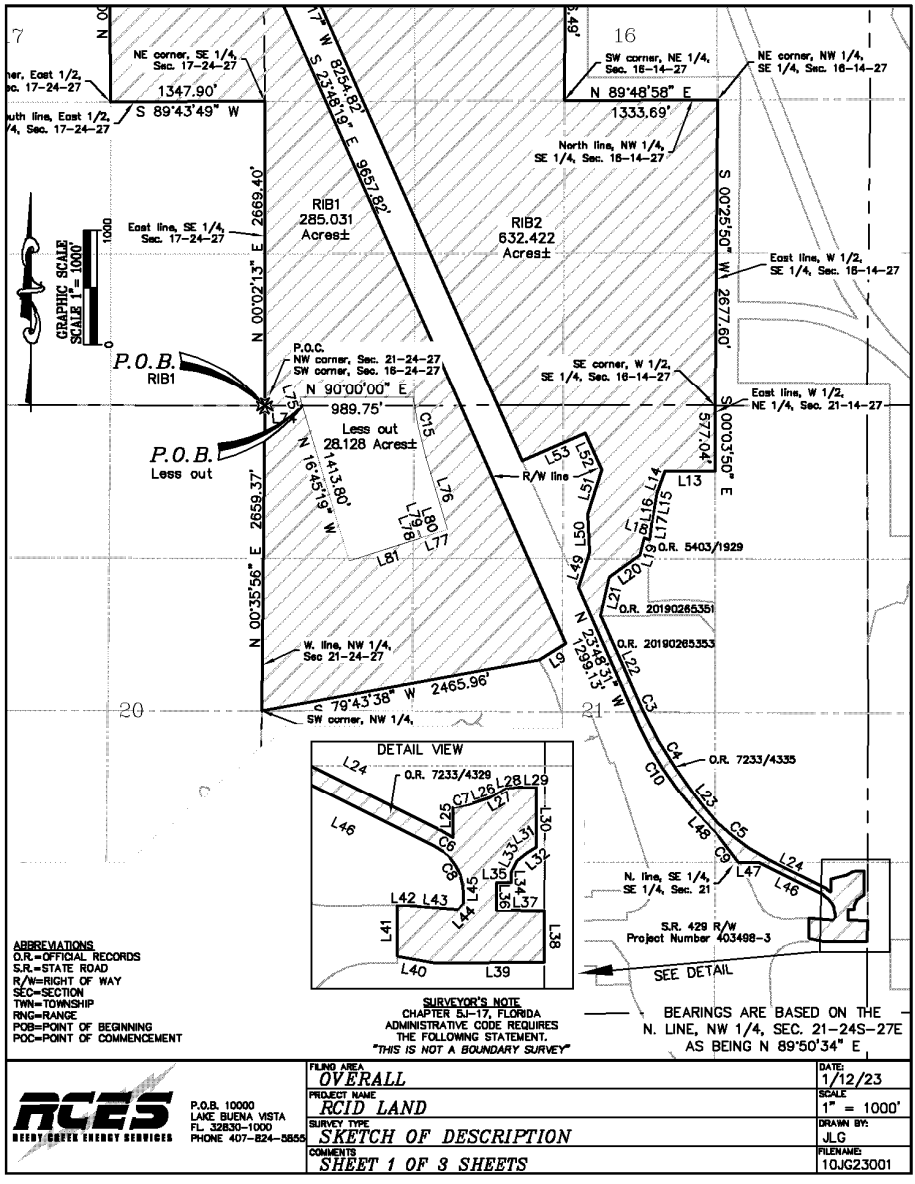 17
N 00
NE corner, SE 1/4,
Sec. 17-24-27
ner, East 1/2,
ec. 17-24-27
1347.90'
S 89°43'49" W
uth line, East 1/2,
/4, Sec. 17-24-27
17" W 8254.82'
S 23°48'19" E 9657.82'
6.49'
16
SW corner, NE 1/4,
Sec. 16-14-27
NE corner, NW 1/4,
SE 1/4, Sec. 16-14-27
N 89°48'58" E
1333.69'
North line, NW 1/4,
SE 1/4, Sec. 16-14-27
N 00°02'13" E 2669.40'
East line, SE 1/4,
Sec. 17-24-27
RIB1
285.031
Acres±
RIB2
632.422
Acres±
S 00°25'50" W 2677.60'
East line, W 1/2,
SE 1/4, Sec. 16-14-27
GRAPHIC SCALE
SCALE 1"= 1000'
0
1000
P.O.B.
RIB1
P.O.C.
NW corner, Sec. 21-24-27
SW corner, Sec. 16-24-27
SE corner, W 1/2,
SE 1/4, Sec. 16-14-27
East line, W 1/2,
NE 1/4, Sec. 21-14-27
S 00°03'50" E
577.04'
L75
L74
N 90°00'00" E
989.75'
Less out
28.128 Acres±
C15
L76
P.O.B.
Less out
1413.80'
N 16°45'19" W
L79
L78
L80
L77
L81
N 00°35'56" E 2659.37'
R/W line
L53
L52
L51
L50
L49
L14
L13
L15
L16
L17
L18
L19
L20
L21
O.R. 5403/1929
O.R. 20190265351
O.R. 20190265353
N 23°48'31" W
1299.13'
L22
L9
W. line, NW 1/4,
Sec 21-24-27
S 79°43'38" W 2465.96'
SW corner, NW 1/4,
20
21
C3
C4
C10
O.R. 7233/4335
L23
L48
C5
C9
L24
L47
L46
N. line, SE 1/4,
SE 1/4, Sec. 21
S.R. 429 R/W
Project Number 403498-3
SEE DETAIL
DETAIL VIEW
L24
O.R. 7233/4329
L46
L25
C7
L26
L27
L28
L29
L30
L31
L32
L33
L34
L35
L36
L37
L38
C6
C8
L45
L44
L43
L42
L41
L40
L39
ABBREVIATIONS
O.R.=OFFICIAL RECORDS
S.R.=STATE ROAD
R/W=RIGHT OF WAY
SEC=SECTION
TWN=TOWNSHIP
RNG=RANGE
POB=POINT OF BEGINNING
POC=POINT OF COMMENCEMENT
SURVEYOR'S NOTE
CHAPTER 5J-17, FLORIDA
ADMINISTRATIVE CODE REQUIRES
THE FOLLOWING STATEMENT.
"THIS IS NOT A BOUNDARY SURVEY"
BEARINGS ARE BASED ON THE
N. LINE, NW 1/4, SEC. 21-24S-27E
AS BEING N 89°50'34" E
RCES
REEDY CREEK ENERGY SERVICES
P.O.B. 10000
LAKE BUENA VISTA
FL. 32830-1000
PHONE 407-824-5855
FILING AREA
OVERALL
PROJECT NAME
RCID LAND
SURVEY TYPE
SKETCH OF DESCRIPTION
COMMENTS
SHEET 1 OF 3 SHEETS
DATE:
1/12/23
SCALE
1" = 1000'
DRAWN BY:
JLG
FILENAME:
10JG23001